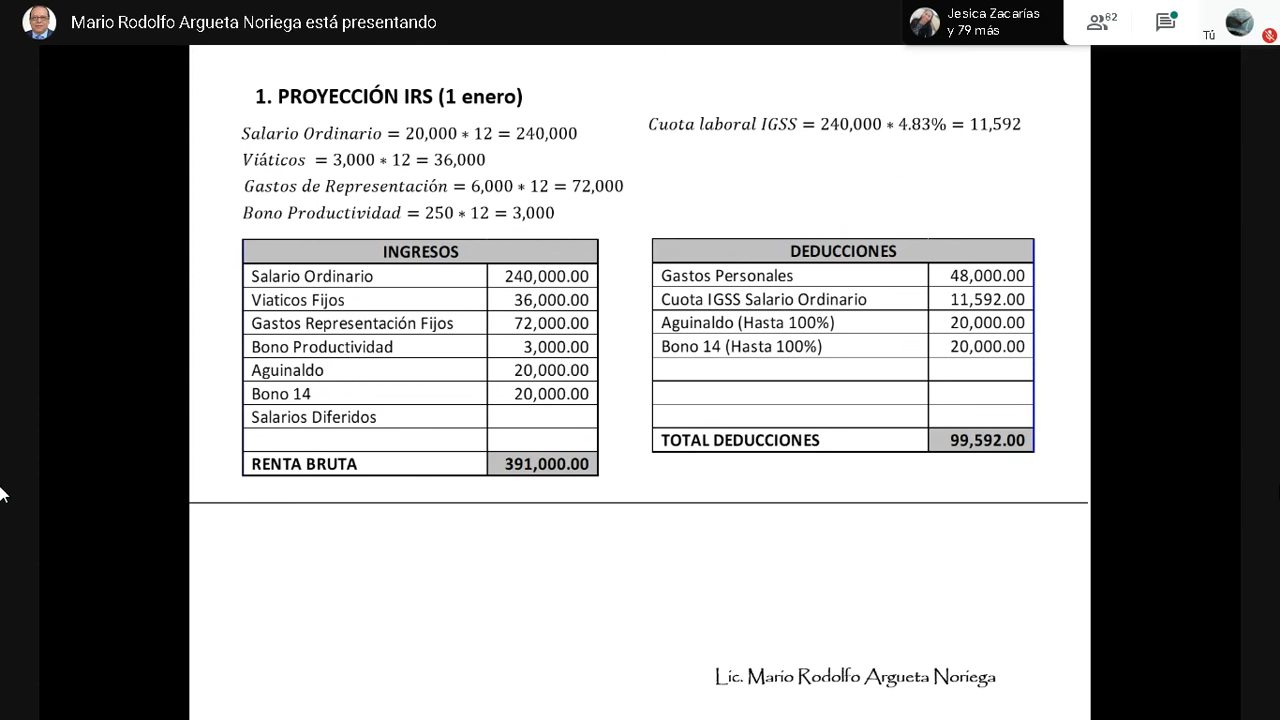 Mario Rodolfo Argueta Noriega está presentando
Jesica Zacarías
y 79 más
82
Tú
1. PROYECCIÓN IRS (1 enero)
Salario Ordinario = 20,000 ∗ 12 = 240,000
Viáticos = 3,000 ∗ 12 = 36,000
Gastos de Representación = 6,000 ∗ 12 = 72,000
Bono Productividad = 250 ∗ 12 = 3,000
Cuota laboral IGSS = 240,000 ∗ 4.83% = 11,592
INGRESOS
Salario Ordinario 240,000.00
Viaticos Fijos 36,000.00
Gastos Representación Fijos 72,000.00
Bono Productividad 3,000.00
Aguinaldo 20,000.00
Bono 14 20,000.00
Salarios Diferidos
RENTA BRUTA 391,000.00
DEDUCCIONES
Gastos Personales 48,000.00
Cuota IGSS Salario Ordinario 11,592.00
Aguinaldo (Hasta 100%) 20,000.00
Bono 14 (Hasta 100%) 20,000.00
TOTAL DEDUCCIONES 99,592.00
Lic. Mario Rodolfo Argueta Noriega